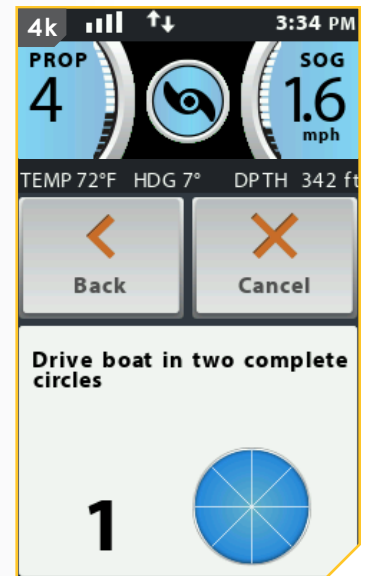 4k 3:34 PM
PROP SOG
4 1.6
mph
TEMP 72°F HDG 7° DPTH 342 ft
Back Cancel
Drive boat in two complete
circles
1